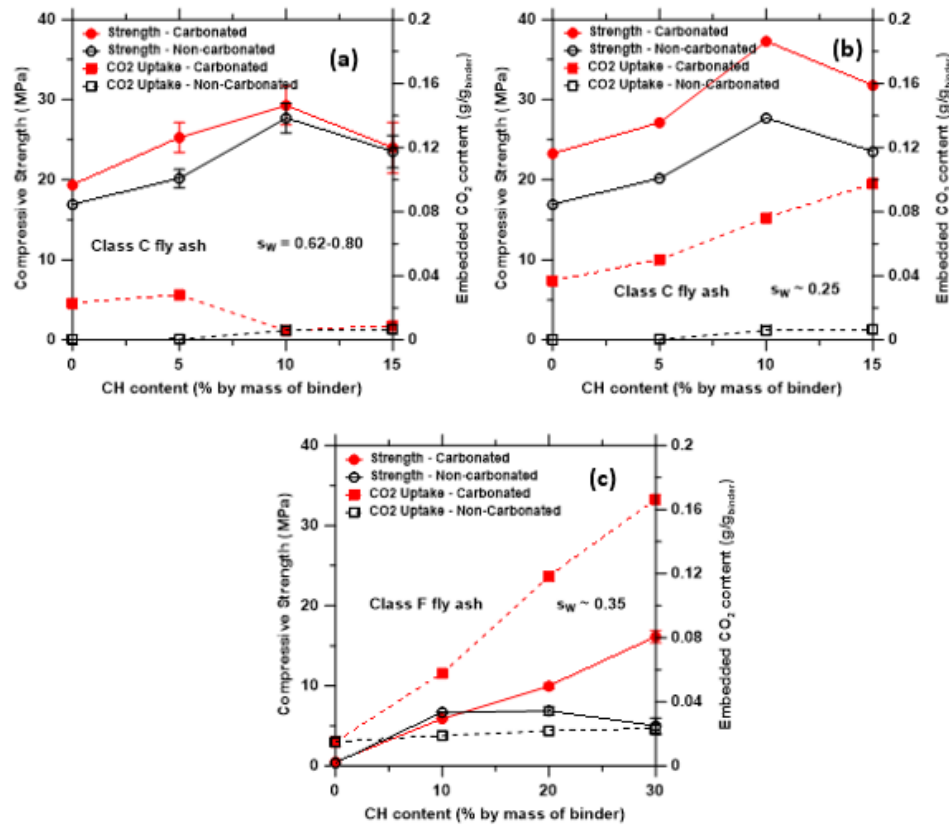 Strength - Carbonated
Strength - Non-carbonated
CO2 Uptake - Carbonated
CO2 Uptake - Non-Carbonated
(a)
Class C fly ash
sW = 0.62-0.80
40
30
20
10
0
0.2
0.16
0.12
0.08
0.04
0
0 5 10 15
Compressive Strength (MPa)
Embedded CO2 content (g/gbinder)
CH content (% by mass of binder)
Strength - Carbonated
Strength - Non-carbonated
CO2 Uptake - Carbonated
CO2 Uptake - Non-Carbonated
(b)
Class C fly ash
sW ~ 0.25
40
30
20
10
0
0.2
0.16
0.12
0.08
0.04
0
0 5 10 15
Compressive Strength (MPa)
Embedded CO2 content (g/gbinder)
CH content (% by mass of binder)
Strength - Carbonated
Strength - Non-carbonated
CO2 Uptake - Carbonated
CO2 Uptake - Non-Carbonated
(c)
Class F fly ash
sW ~ 0.35
40
30
20
10
0
0.2
0.16
0.12
0.08
0.04
0
0 10 20 30
Compressive Strength (MPa)
Embedded CO2 content (g/gbinder)
CH content (% by mass of binder)